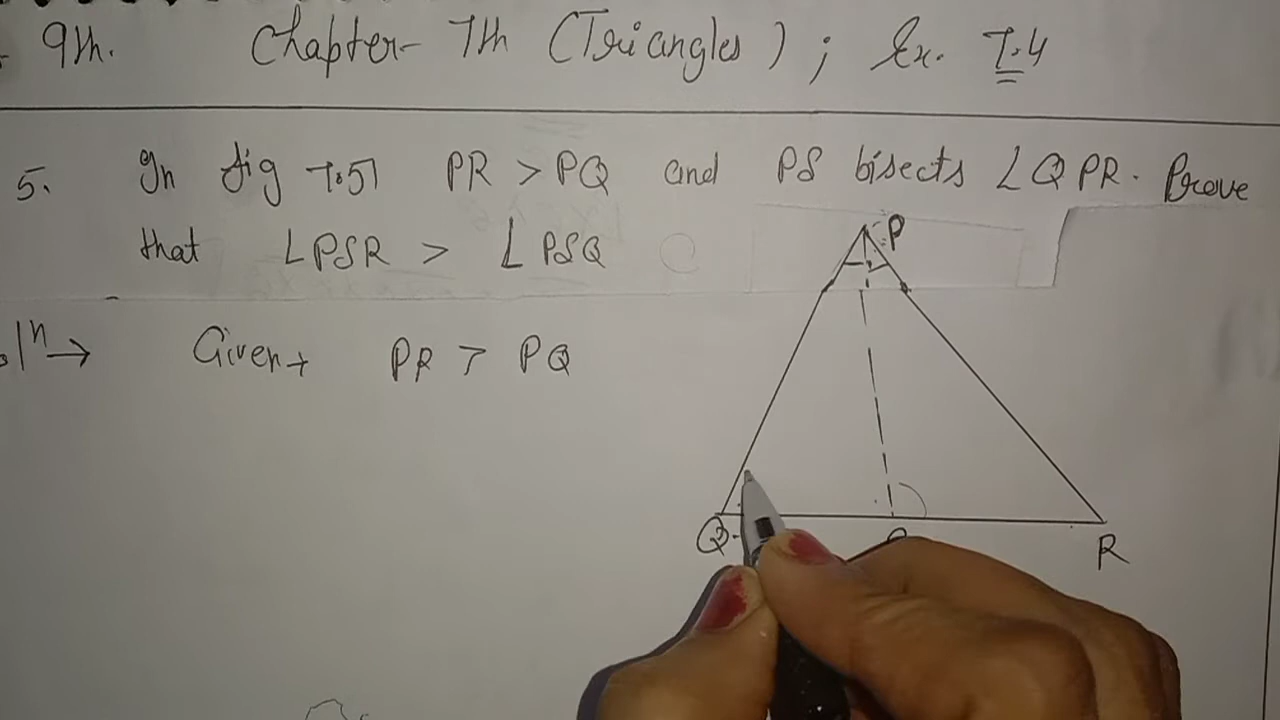 9th. Chapter- 7th (Triangles) ; Ex. 7.4
5. In fig 7.51 PR > PQ and PS bisects ∠QPR. Prove
that ∠PSR > ∠PSQ
P
Given→ PR > PQ
Q
R